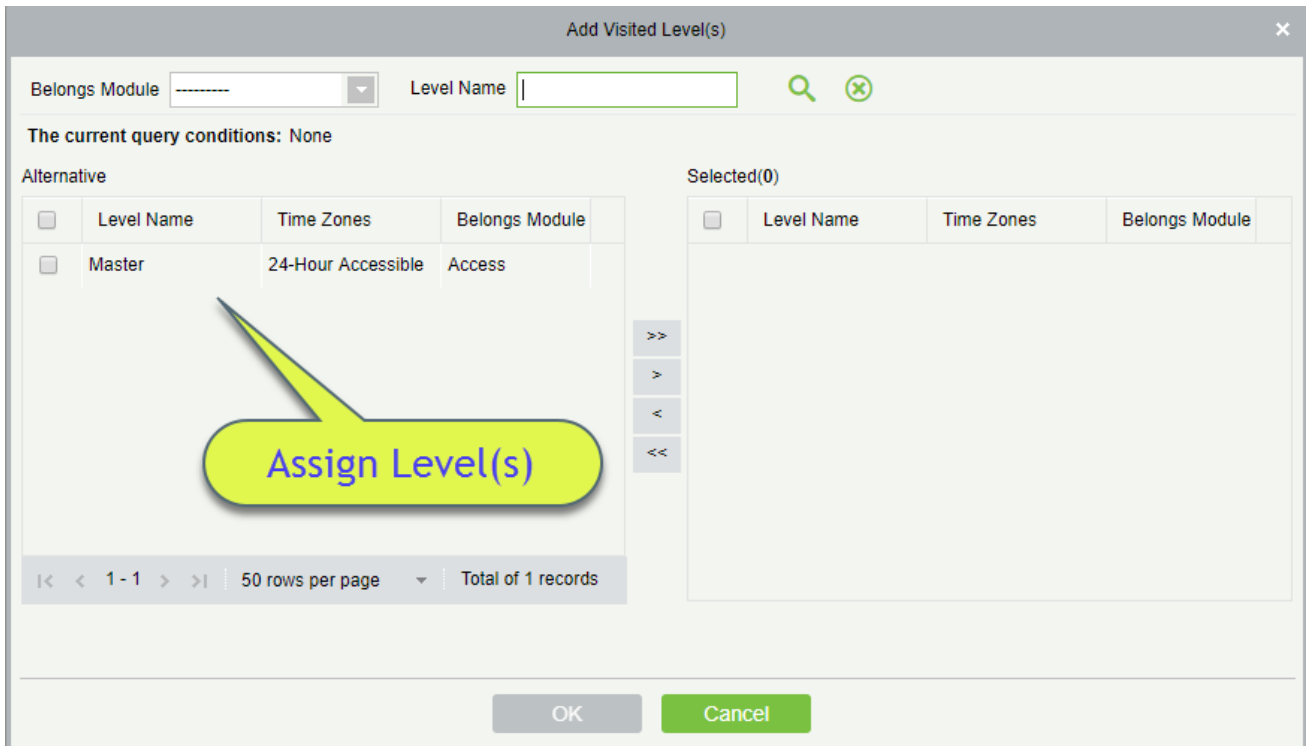 Add Visited Level(s) ×
Belongs Module --------- Level Name
The current query conditions: None
Alternative Selected(0)
Level Name Time Zones Belongs Module Level Name Time Zones Belongs Module
Master 24-Hour Accessible Access
>>
>
<
<<
Assign Level(s)
|< < 1 - 1 > >| 50 rows per page Total of 1 records
OK Cancel